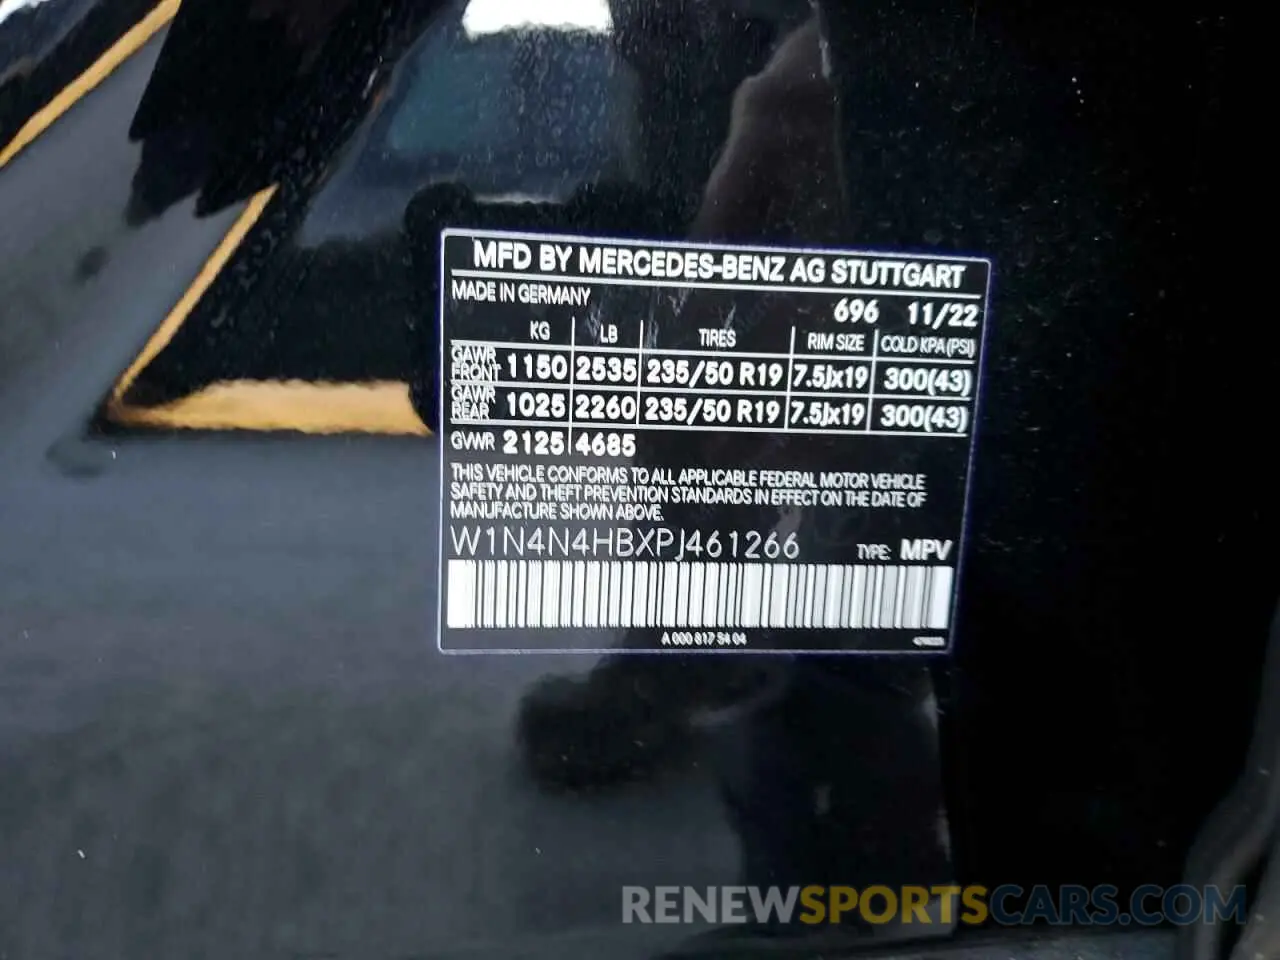 MFD BY MERCEDES-BENZ AG STUTTGART
MADE IN GERMANY
696 11/22
KG LB TIRES RIM SIZE COLD KPA(PSI)
GAWR FRONT 1150 2535 235/50 R19 7.5Jx19 300(43)
GAWR REAR 1025 2260 235/50 R19 7.5Jx19 300(43)
GVWR 2125 4685
THIS VEHICLE CONFORMS TO ALL APPLICABLE FEDERAL MOTOR VEHICLE
SAFETY AND THEFT PREVENTION STANDARDS IN EFFECT ON THE DATE OF
MANUFACTURE SHOWN ABOVE.
W1N4N4HBXPJ461266 TYPE: MPV
A 000 817 54 04
RENEWSPORTSCARS.COM